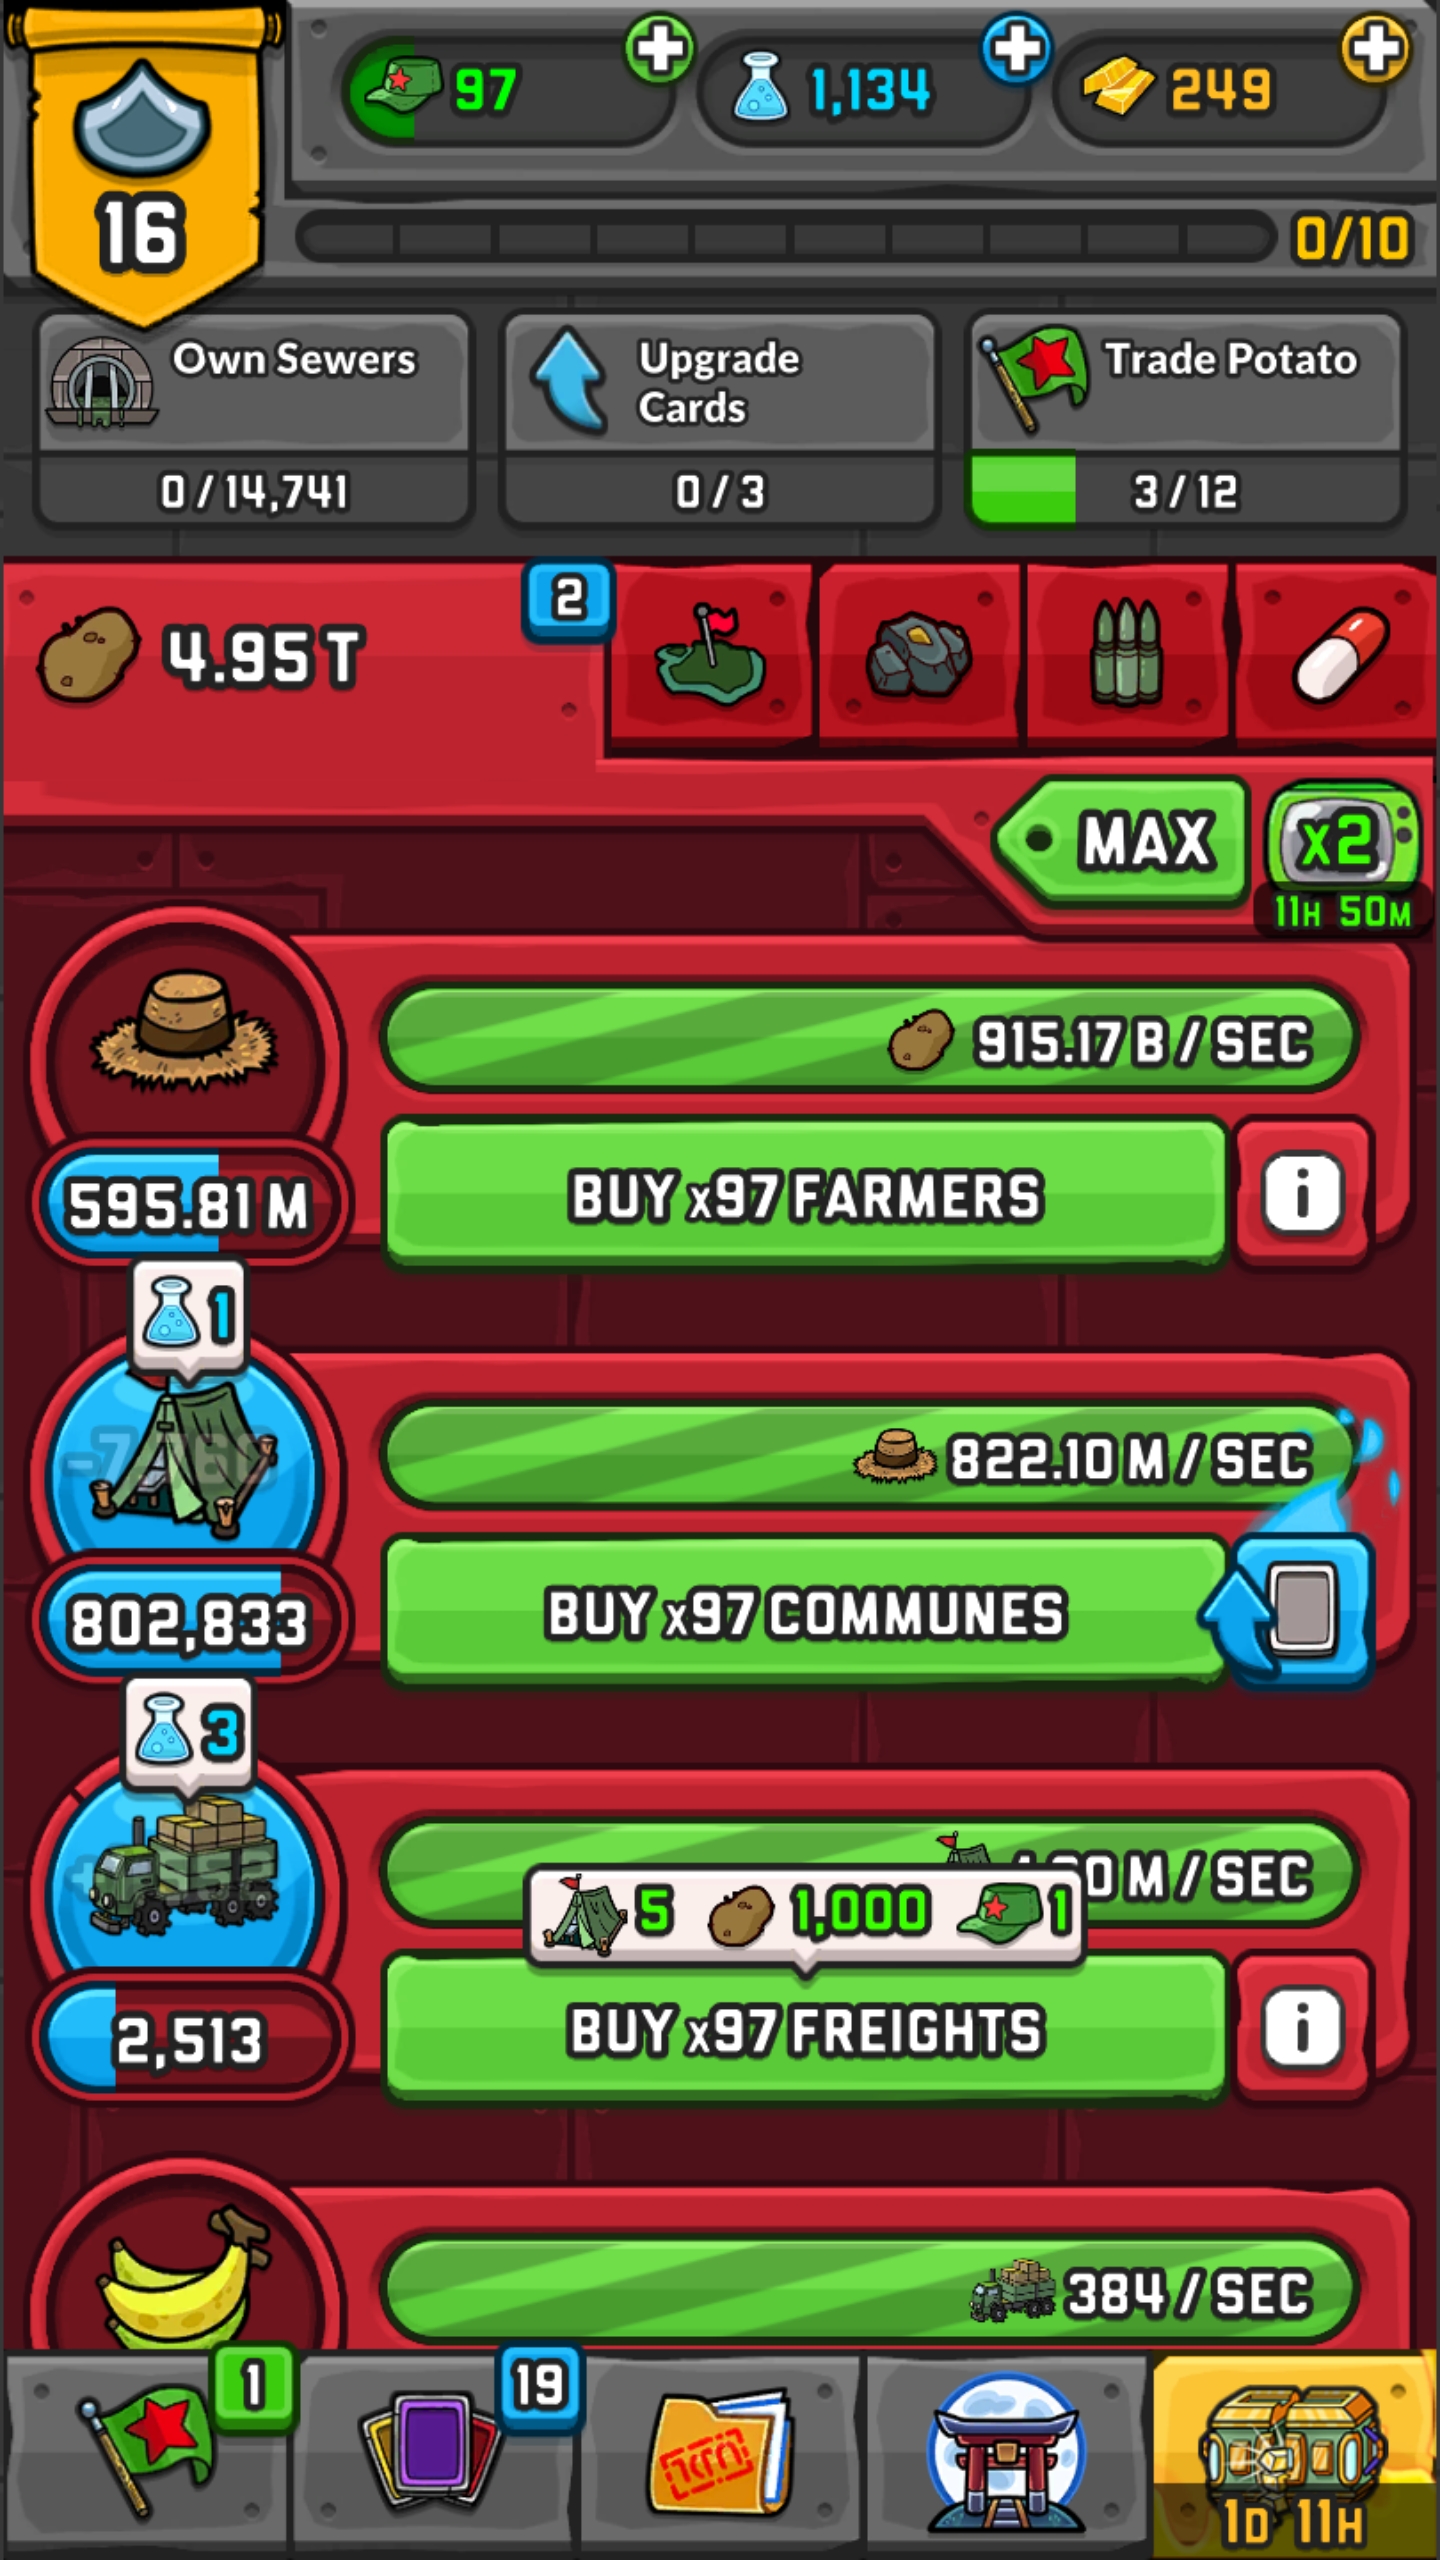 97
1,134
249
16
0/10
Own Sewers
0 / 14,741
Upgrade
Cards
0 / 3
Trade Potato
3 / 12
4.95 T
2
MAX
x2
11H 50M
915.17 B / SEC
595.81 M
BUY x97 FARMERS
1
822.10 M / SEC
802,833
BUY x97 COMMUNES
3
0 M / SEC
5
1,000
1
2,513
BUY x97 FREIGHTS
384 / SEC
1
19
1D 11H